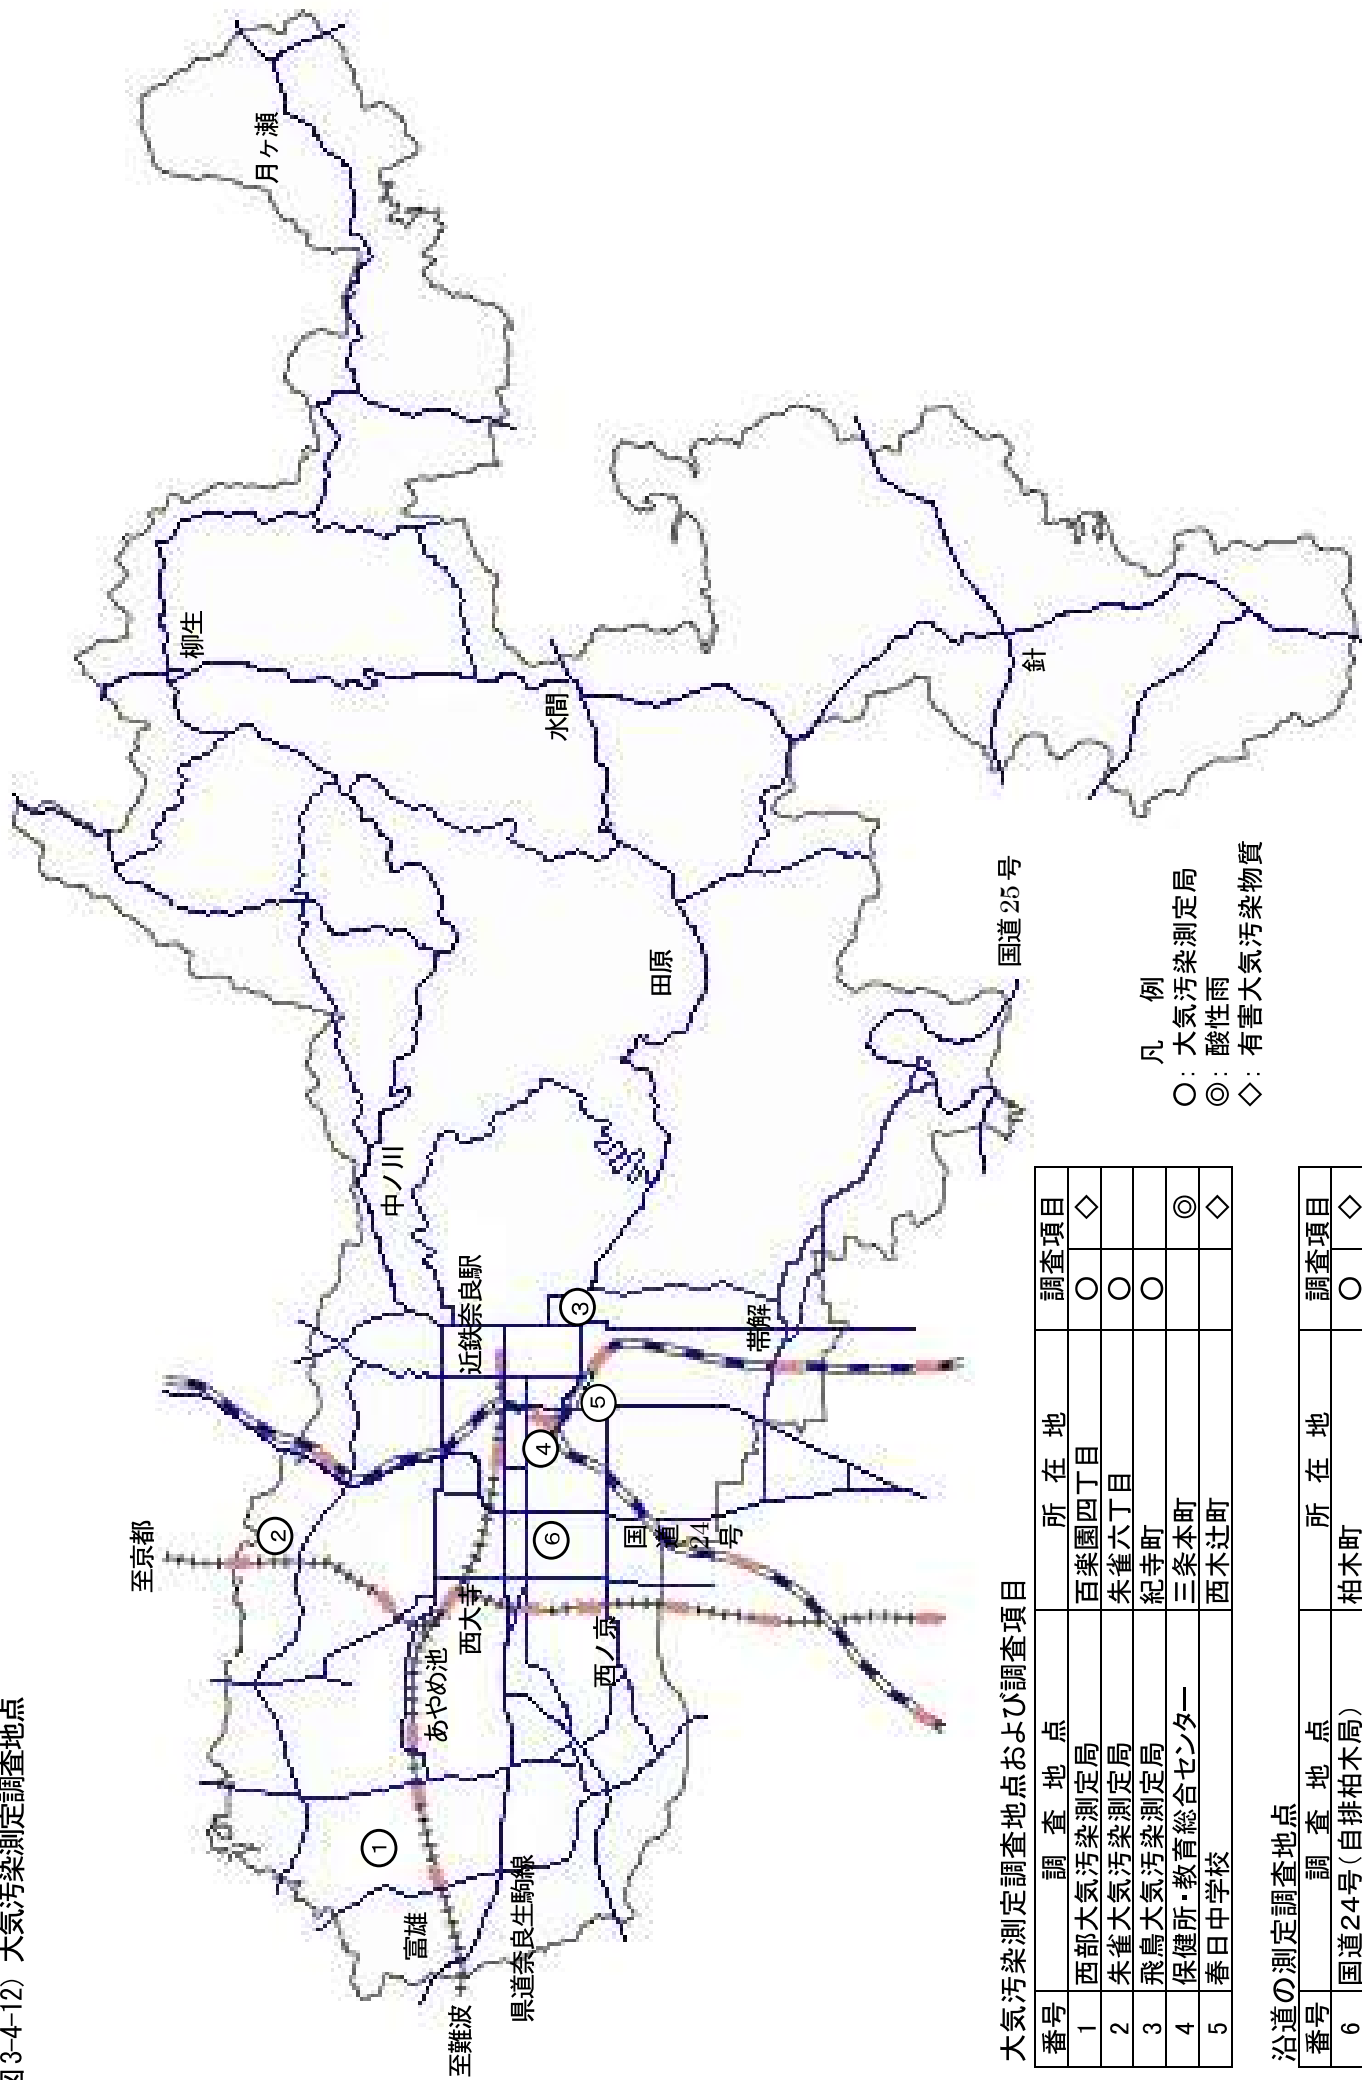 図3-4-12）大気汚染測定調査地点
至京都
至難波
富雄
県道奈良生駒線
あやめ池
西大寺
西ノ京
国道24号
近鉄奈良駅
帯解
中ノ川
田原
水間
柳生
月ヶ瀬
針
国道25号
①
②
③
④
⑤
⑥
凡 例
○：大気汚染測定局
◎：酸性雨
◇：有害大気汚染物質
大気汚染測定調査地点および調査項目
番号 調 査 地 点 所 在 地 調査項目
1 西部大気汚染測定局 百楽園四丁目 ○ ◇
2 朱雀大気汚染測定局 朱雀六丁目 ○
3 飛鳥大気汚染測定局 紀寺町 ○
4 保健所・教育総合センター 三条本町 ◎
5 春日中学校 西木辻町 ◇
沿道の測定調査地点
番号 調 査 地 点 所 在 地 調査項目
6 国道24号（自排柏木局） 柏木町 ○ ◇